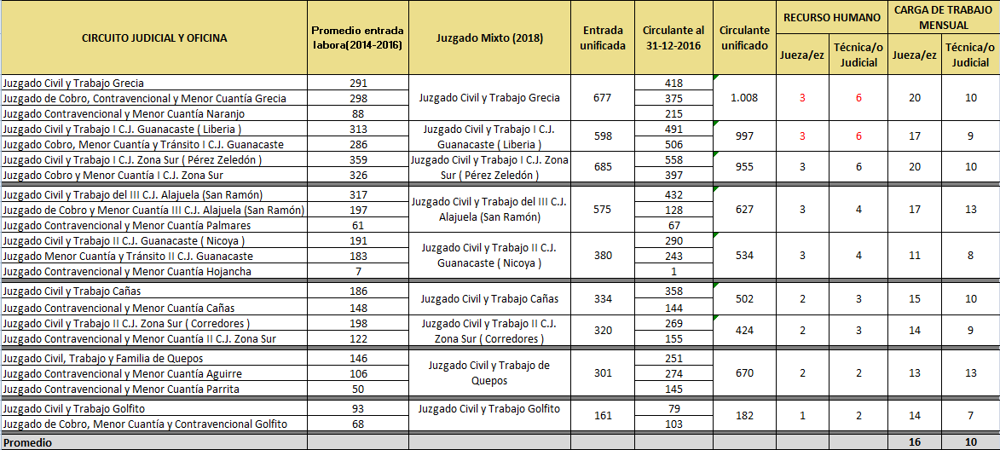 CIRCUITO JUDICIAL Y OFICINA | Promedio entrada labora(2014-2016) | Juzgado Mixto (2018) | Entrada unificada | Circulante al 31-12-2016 | Circulante unificado | RECURSO HUMANO | CARGA DE TRABAJO MENSUAL
Jueza/ez | Técnica/o Judicial | Jueza/ez | Técnica/o Judicial
Juzgado Civil y Trabajo Grecia | 291 | Juzgado Civil y Trabajo Grecia | 677 | 418 | 1.008 | 3 | 6 | 20 | 10
Juzgado de Cobro, Contravencional y Menor Cuantía Grecia | 298 | 375
Juzgado Contravencional y Menor Cuantía Naranjo | 88 | 215
Juzgado Civil y Trabajo I C.J. Guanacaste ( Liberia ) | 313 | Juzgado Civil y Trabajo I C.J. Guanacaste ( Liberia ) | 598 | 491 | 997 | 3 | 6 | 17 | 9
Juzgado Cobro, Menor Cuantía y Tránsito I C.J. Guanacaste | 286 | 506
Juzgado Civil y Trabajo I C.J. Zona Sur ( Pérez Zeledón ) | 359 | Juzgado Civil y Trabajo I C.J. Zona Sur ( Pérez Zeledón ) | 685 | 558 | 955 | 3 | 6 | 20 | 10
Juzgado Cobro y Menor Cuantía I C.J. Zona Sur | 326 | 397
Juzgado Civil y Trabajo del III C.J. Alajuela (San Ramón) | 317 | Juzgado Civil y Trabajo del III C.J. Alajuela (San Ramón) | 575 | 432 | 627 | 3 | 4 | 17 | 13
Juzgado de Cobro y Menor Cuantía III C.J. Alajuela (San Ramón) | 197 | 128
Juzgado Contravencional y Menor Cuantía Palmares | 61 | 67
Juzgado Civil y Trabajo II C.J. Guanacaste ( Nicoya ) | 191 | Juzgado Civil y Trabajo II C.J. Guanacaste ( Nicoya ) | 380 | 290 | 534 | 3 | 4 | 11 | 8
Juzgado Menor Cuantía y Tránsito II C.J. Guanacaste | 183 | 243
Juzgado Contravencional y Menor Cuantía Hojancha | 7 | 1
Juzgado Civil y Trabajo Cañas | 186 | Juzgado Civil y Trabajo Cañas | 334 | 358 | 502 | 2 | 3 | 15 | 10
Juzgado Contravencional y Menor Cuantía Cañas | 148 | 144
Juzgado Civil y Trabajo II C.J. Zona Sur ( Corredores ) | 198 | Juzgado Civil y Trabajo II C.J. Zona Sur ( Corredores ) | 320 | 269 | 424 | 2 | 3 | 14 | 9
Juzgado Contravencional y Menor Cuantía II C.J. Zona Sur | 122 | 155
Juzgado Civil, Trabajo y Familia de Quepos | 146 | Juzgado Civil y Trabajo de Quepos | 301 | 251 | 670 | 2 | 2 | 13 | 13
Juzgado Contravencional y Menor Cuantía Aguirre | 106 | 274
Juzgado Contravencional y Menor Cuantía Parrita | 50 | 145
Juzgado Civil y Trabajo Golfito | 93 | Juzgado Civil y Trabajo Golfito | 161 | 79 | 182 | 1 | 2 | 14 | 7
Juzgado de Cobro, Menor Cuantía y Contravencional Golfito | 68 | 103
Promedio | 16 | 10